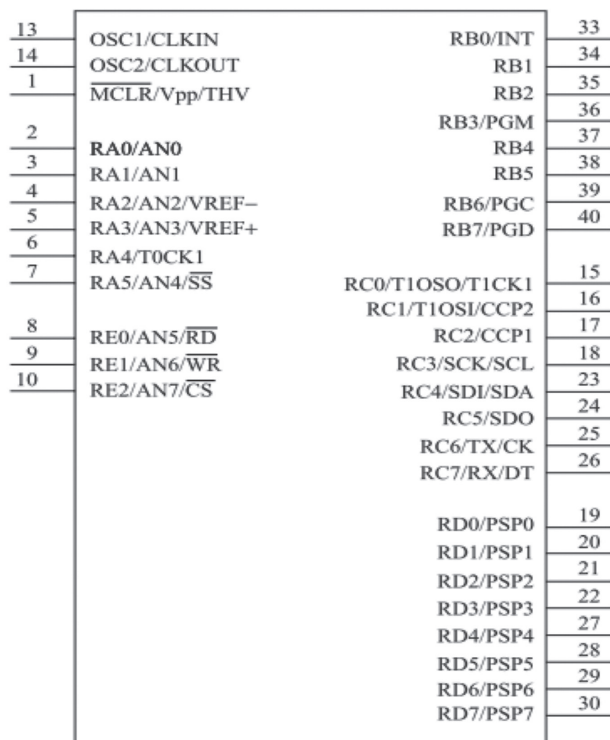 13 OSC1/CLKIN
14 OSC2/CLKOUT
1 M̅C̅L̅R̅/Vpp/THV
2 RA0/AN0
3 RA1/AN1
4 RA2/AN2/VREF−
5 RA3/AN3/VREF+
6 RA4/T0CK1
7 RA5/AN4/S̅S̅
8 RE0/AN5/R̅D̅
9 RE1/AN6/W̅R̅
10 RE2/AN7/C̅S̅
RB0/INT 33
RB1 34
RB2 35
RB3/PGM 36
RB4 37
RB5 38
RB6/PGC 39
RB7/PGD 40
RC0/T1OSO/T1CK1 15
RC1/T1OSI/CCP2 16
RC2/CCP1 17
RC3/SCK/SCL 18
RC4/SDI/SDA 23
RC5/SDO 24
RC6/TX/CK 25
RC7/RX/DT 26
RD0/PSP0 19
RD1/PSP1 20
RD2/PSP2 21
RD3/PSP3 22
RD4/PSP4 27
RD5/PSP5 28
RD6/PSP6 29
RD7/PSP7 30